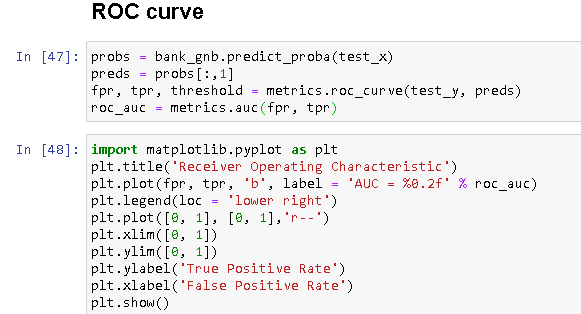 ROC curve
In [47]: probs = bank_gnb.predict_proba(test_x)
preds = probs[:,1]
fpr, tpr, threshold = metrics.roc_curve(test_y, preds)
roc_auc = metrics.auc(fpr, tpr)
In [48]: import matplotlib.pyplot as plt
plt.title('Receiver Operating Characteristic')
plt.plot(fpr, tpr, 'b', label = 'AUC = %0.2f' % roc_auc)
plt.legend(loc = 'lower right')
plt.plot([0, 1], [0, 1],'r--')
plt.xlim([0, 1])
plt.ylim([0, 1])
plt.ylabel('True Positive Rate')
plt.xlabel('False Positive Rate')
plt.show()